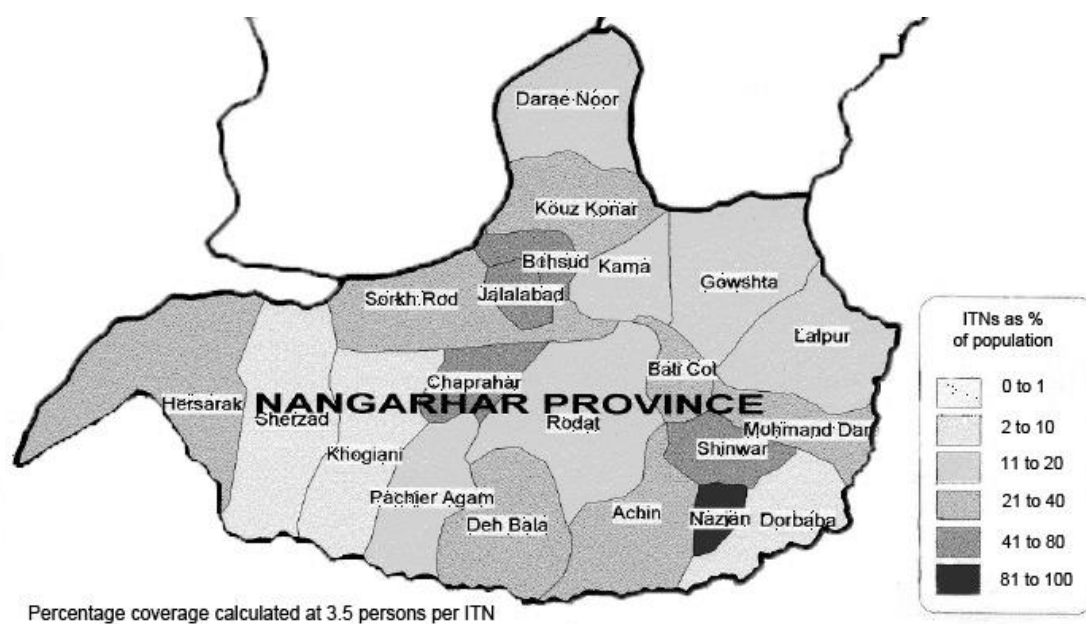 Darae Noor
Kouz Konar
Behsud
Kama
Gowshta
Sorkh Rod
Jalalabad
Lalpur
Bati Cot
Chaprahar
Hersarak
NANGARHAR PROVINCE
Sherzad
Rodat
Mohmand Dara
Shinwar
Khogiani
Pachier Agam
Deh Bala
Achin
Nazian
Dorbaba
ITNs as %
of population
0 to 1
2 to 10
11 to 20
21 to 40
41 to 80
81 to 100
Percentage coverage calculated at 3.5 persons per ITN